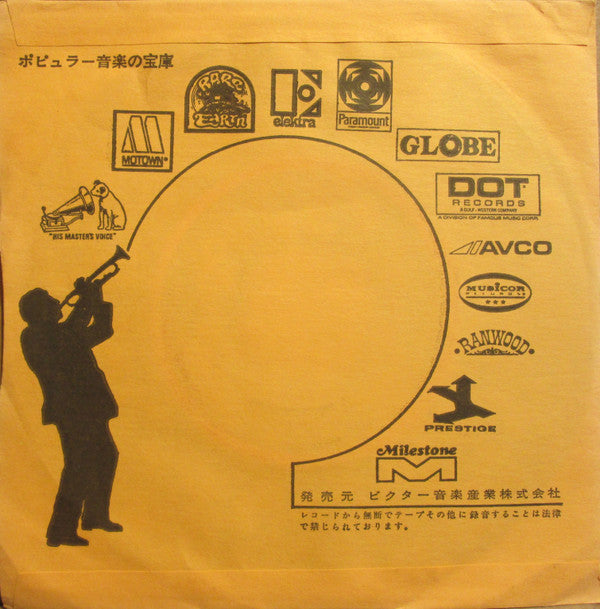 ポピュラー音楽の宝庫
RARE
EARTH
elektra
Paramount
MOTOWN®
GLOBE
DOT
RECORDS
A GULF + WESTERN COMPANY
A DIVISION OF FAMOUS MUSIC CORP.
"HIS MASTER'S VOICE"
AVCO
MUSICOR
RECORDS
RANWOOD
PRESTIGE
Milestone
M
発売元 ビクター音楽産業株式会社
レコードから無断でテープその他に録音することは法律
で禁じられております。